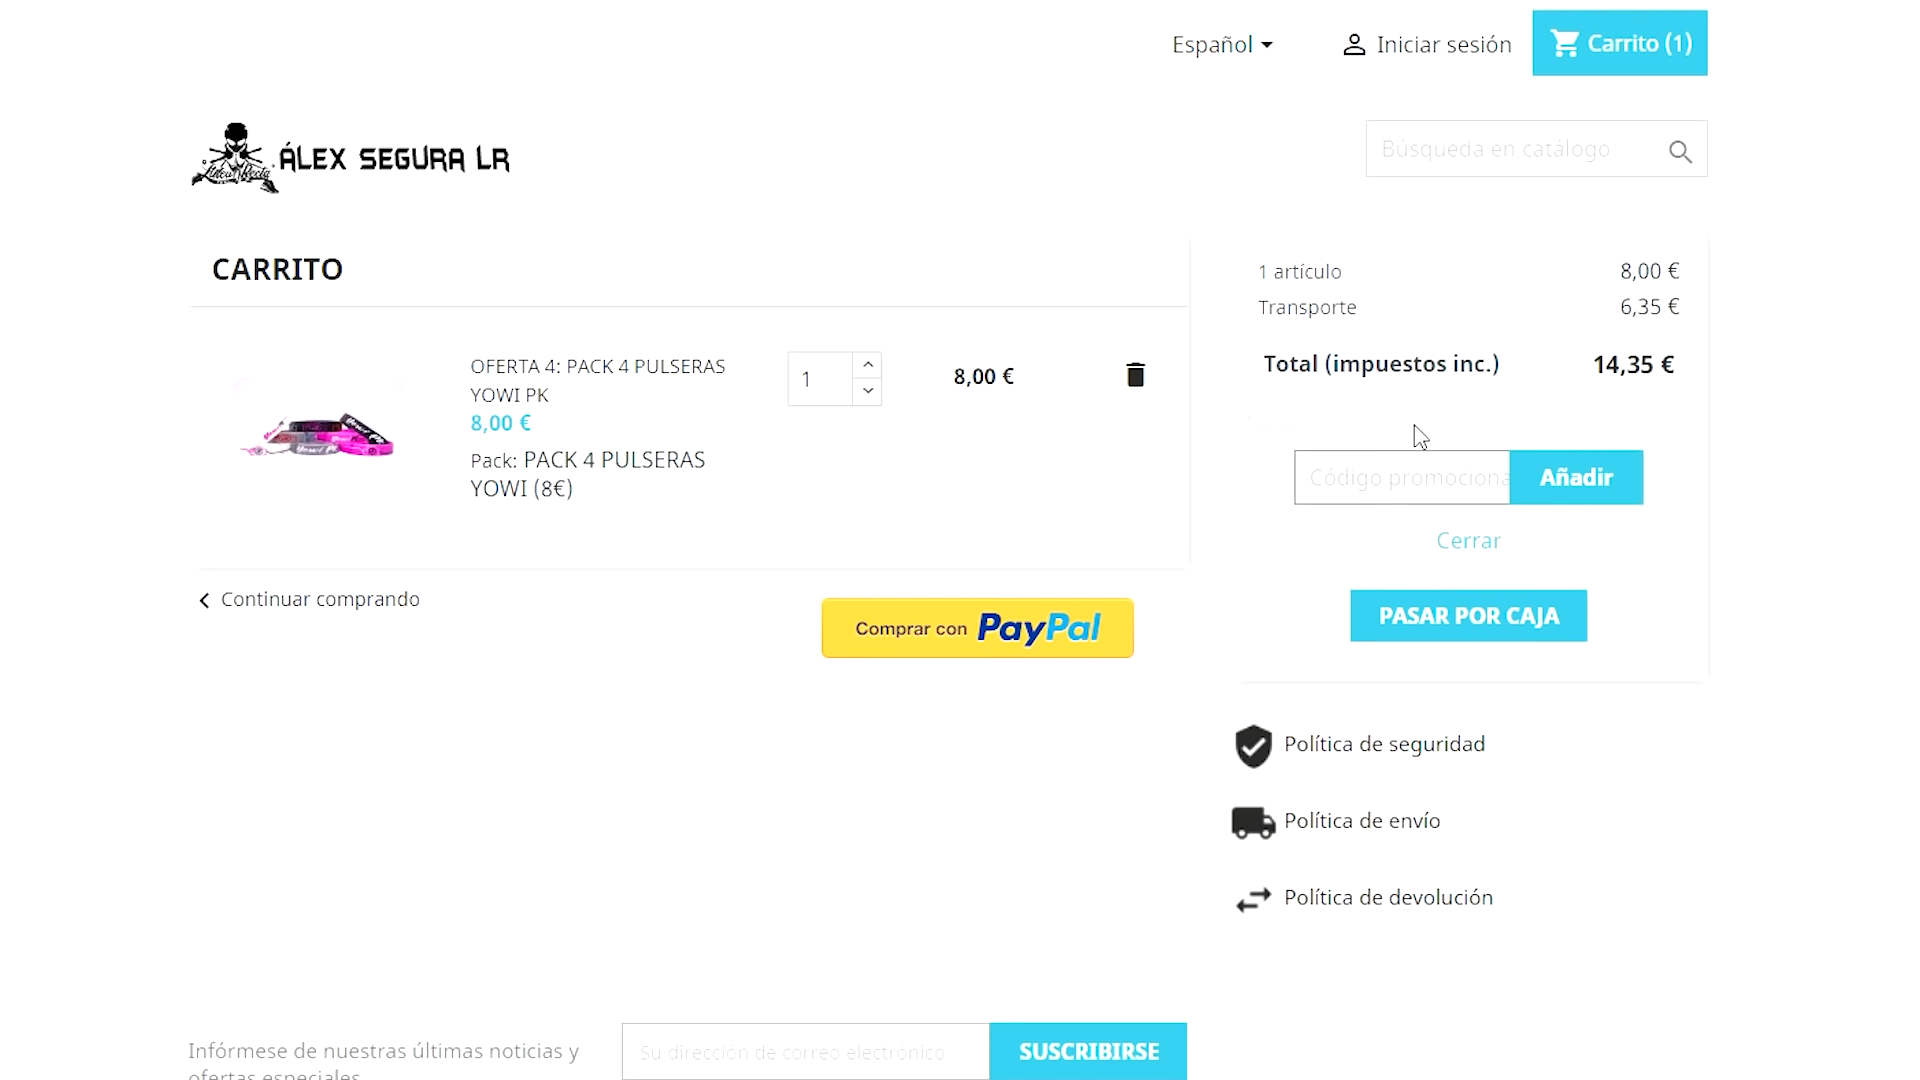 Español
Iniciar sesión
Carrito (1)
ÁLEX SEGURA LR
Búsqueda en catálogo
CARRITO
OFERTA 4: PACK 4 PULSERAS
YOWI PK
8,00 €
Pack: PACK 4 PULSERAS
YOWI (8€)
1
8,00 €
1 artículo 8,00 €
Transporte 6,35 €
Total (impuestos inc.) 14,35 €
Código promociona
Añadir
Cerrar
PASAR POR CAJA
Continuar comprando
Comprar con PayPal
Política de seguridad
Política de envío
Política de devolución
Infórmese de nuestras últimas noticias y
ofertas especiales
Su dirección de correo electrónico
SUSCRIBIRSE